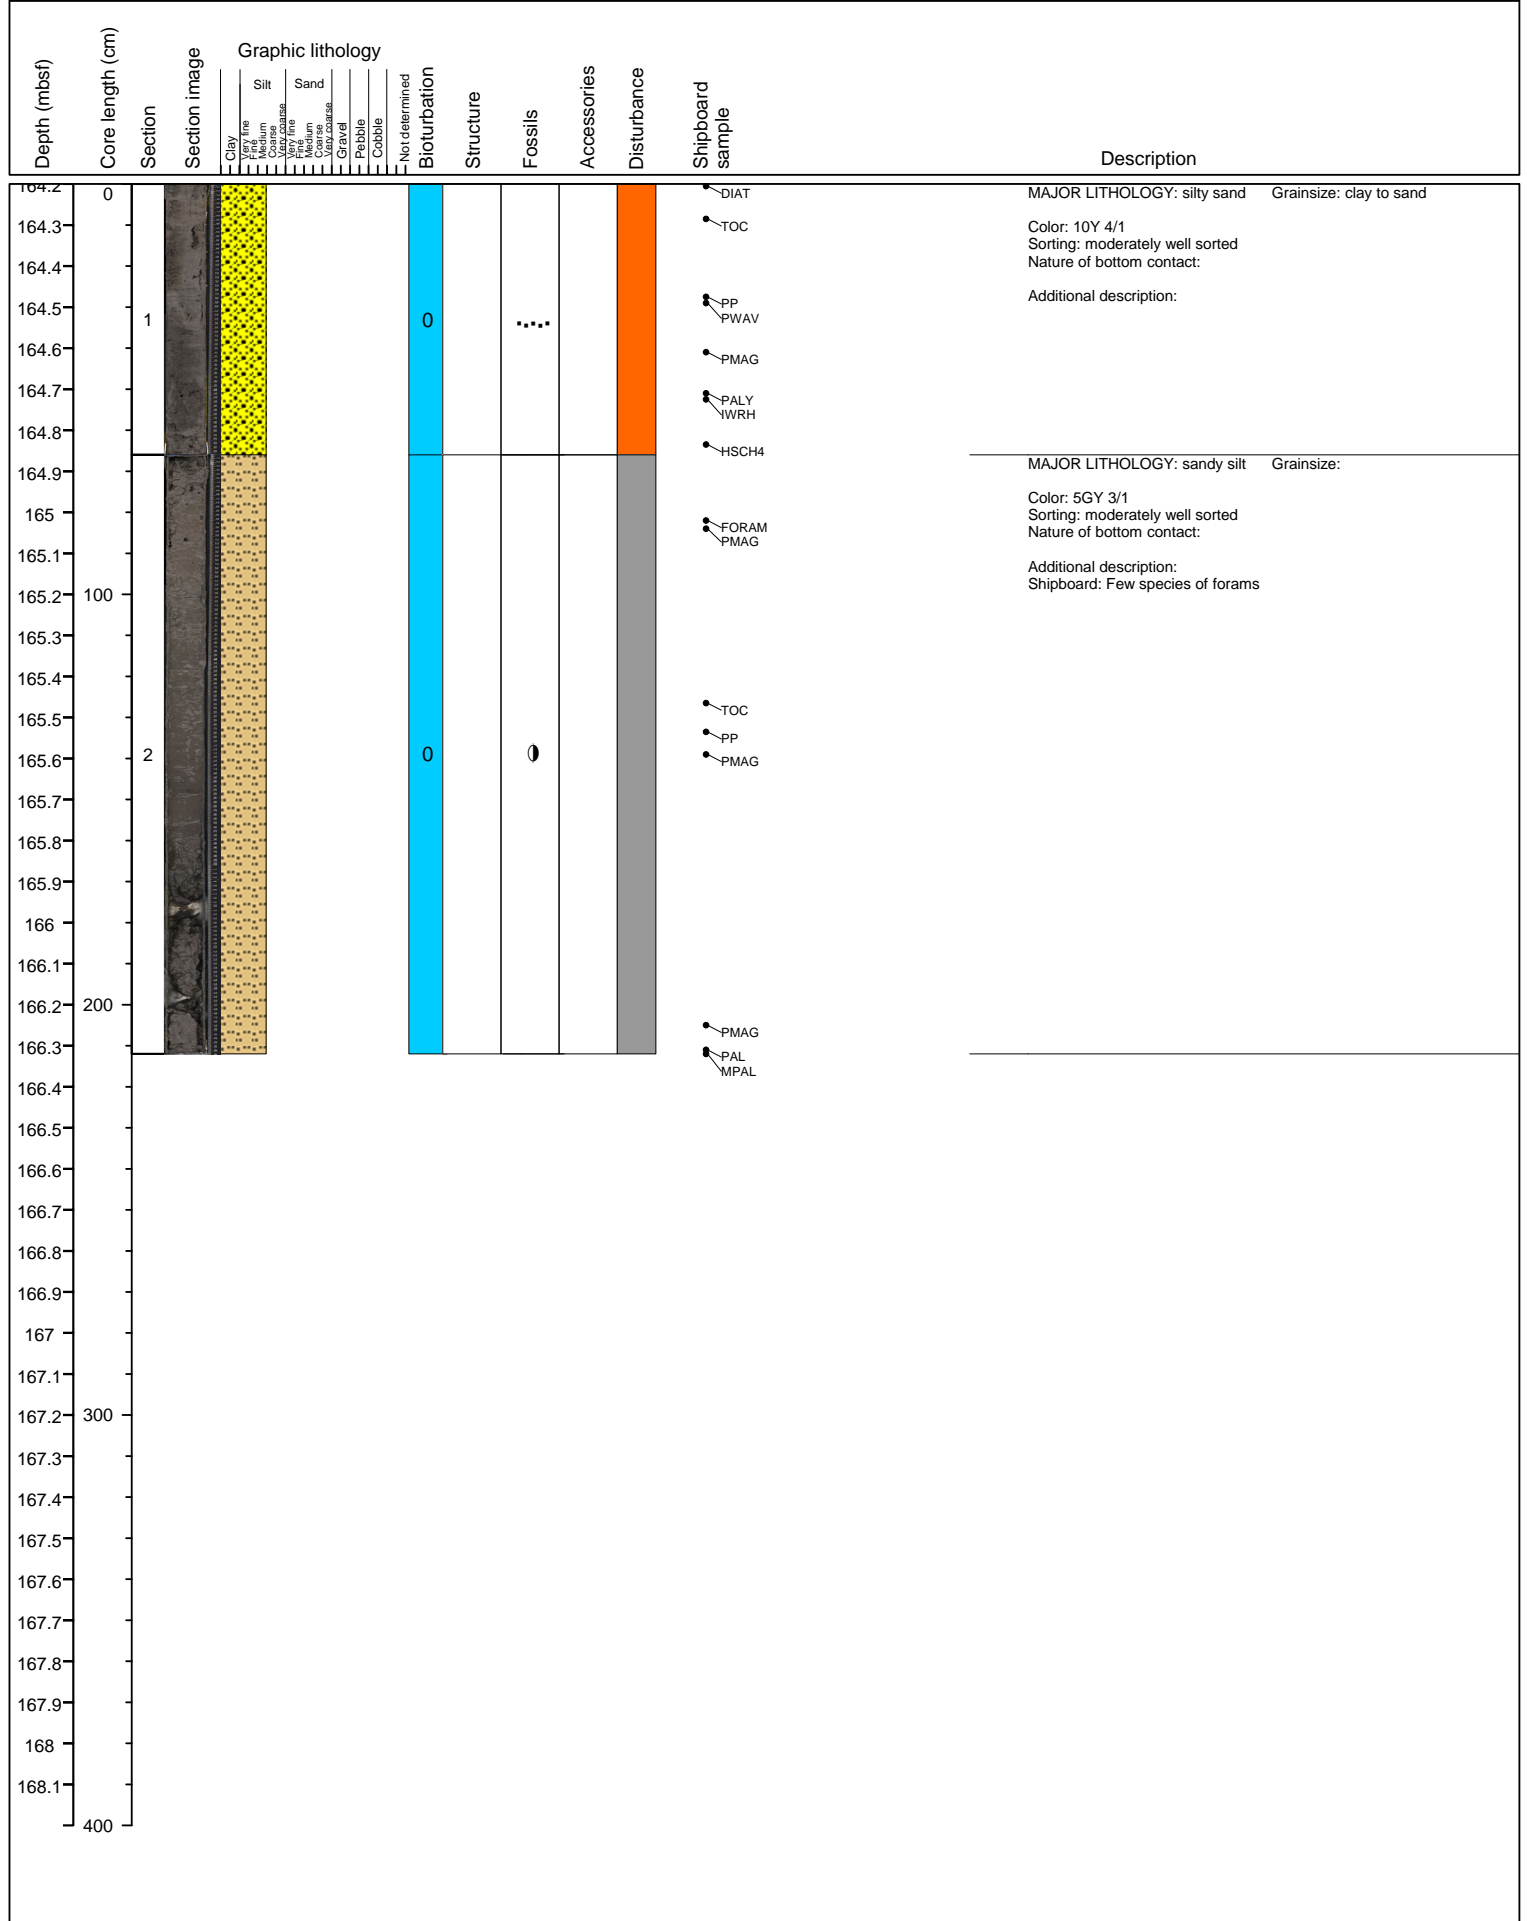 Depth (mbsf)
Core length (cm)
Section
Section image
Graphic lithology
Clay
Silt
Very fine
Fine
Medium
Coarse
Very coarse
Sand
Very fine
Fine
Medium
Coarse
Very coarse
Gravel
Pebble
Cobble
Not determined
Bioturbation
Structure
Fossils
Accessories
Disturbance
Shipboard
sample
Description
164.2
164.3
164.4
164.5
164.6
164.7
164.8
164.9
165
165.1
165.2
165.3
165.4
165.5
165.6
165.7
165.8
165.9
166
166.1
166.2
166.3
166.4
166.5
166.6
166.7
166.8
166.9
167
167.1
167.2
167.3
167.4
167.5
167.6
167.7
167.8
167.9
168
168.1
0
100
200
300
400
1
2
0
0
DIAT
TOC
PP
PWAV
PMAG
PALY
IWRH
HSCH4
FORAM
PMAG
TOC
PP
PMAG
PMAG
PAL
MPAL
MAJOR LITHOLOGY: silty sand Grainsize: clay to sand
Color: 10Y 4/1
Sorting: moderately well sorted
Nature of bottom contact:
Additional description:
MAJOR LITHOLOGY: sandy silt Grainsize:
Color: 5GY 3/1
Sorting: moderately well sorted
Nature of bottom contact:
Additional description:
Shipboard: Few species of forams